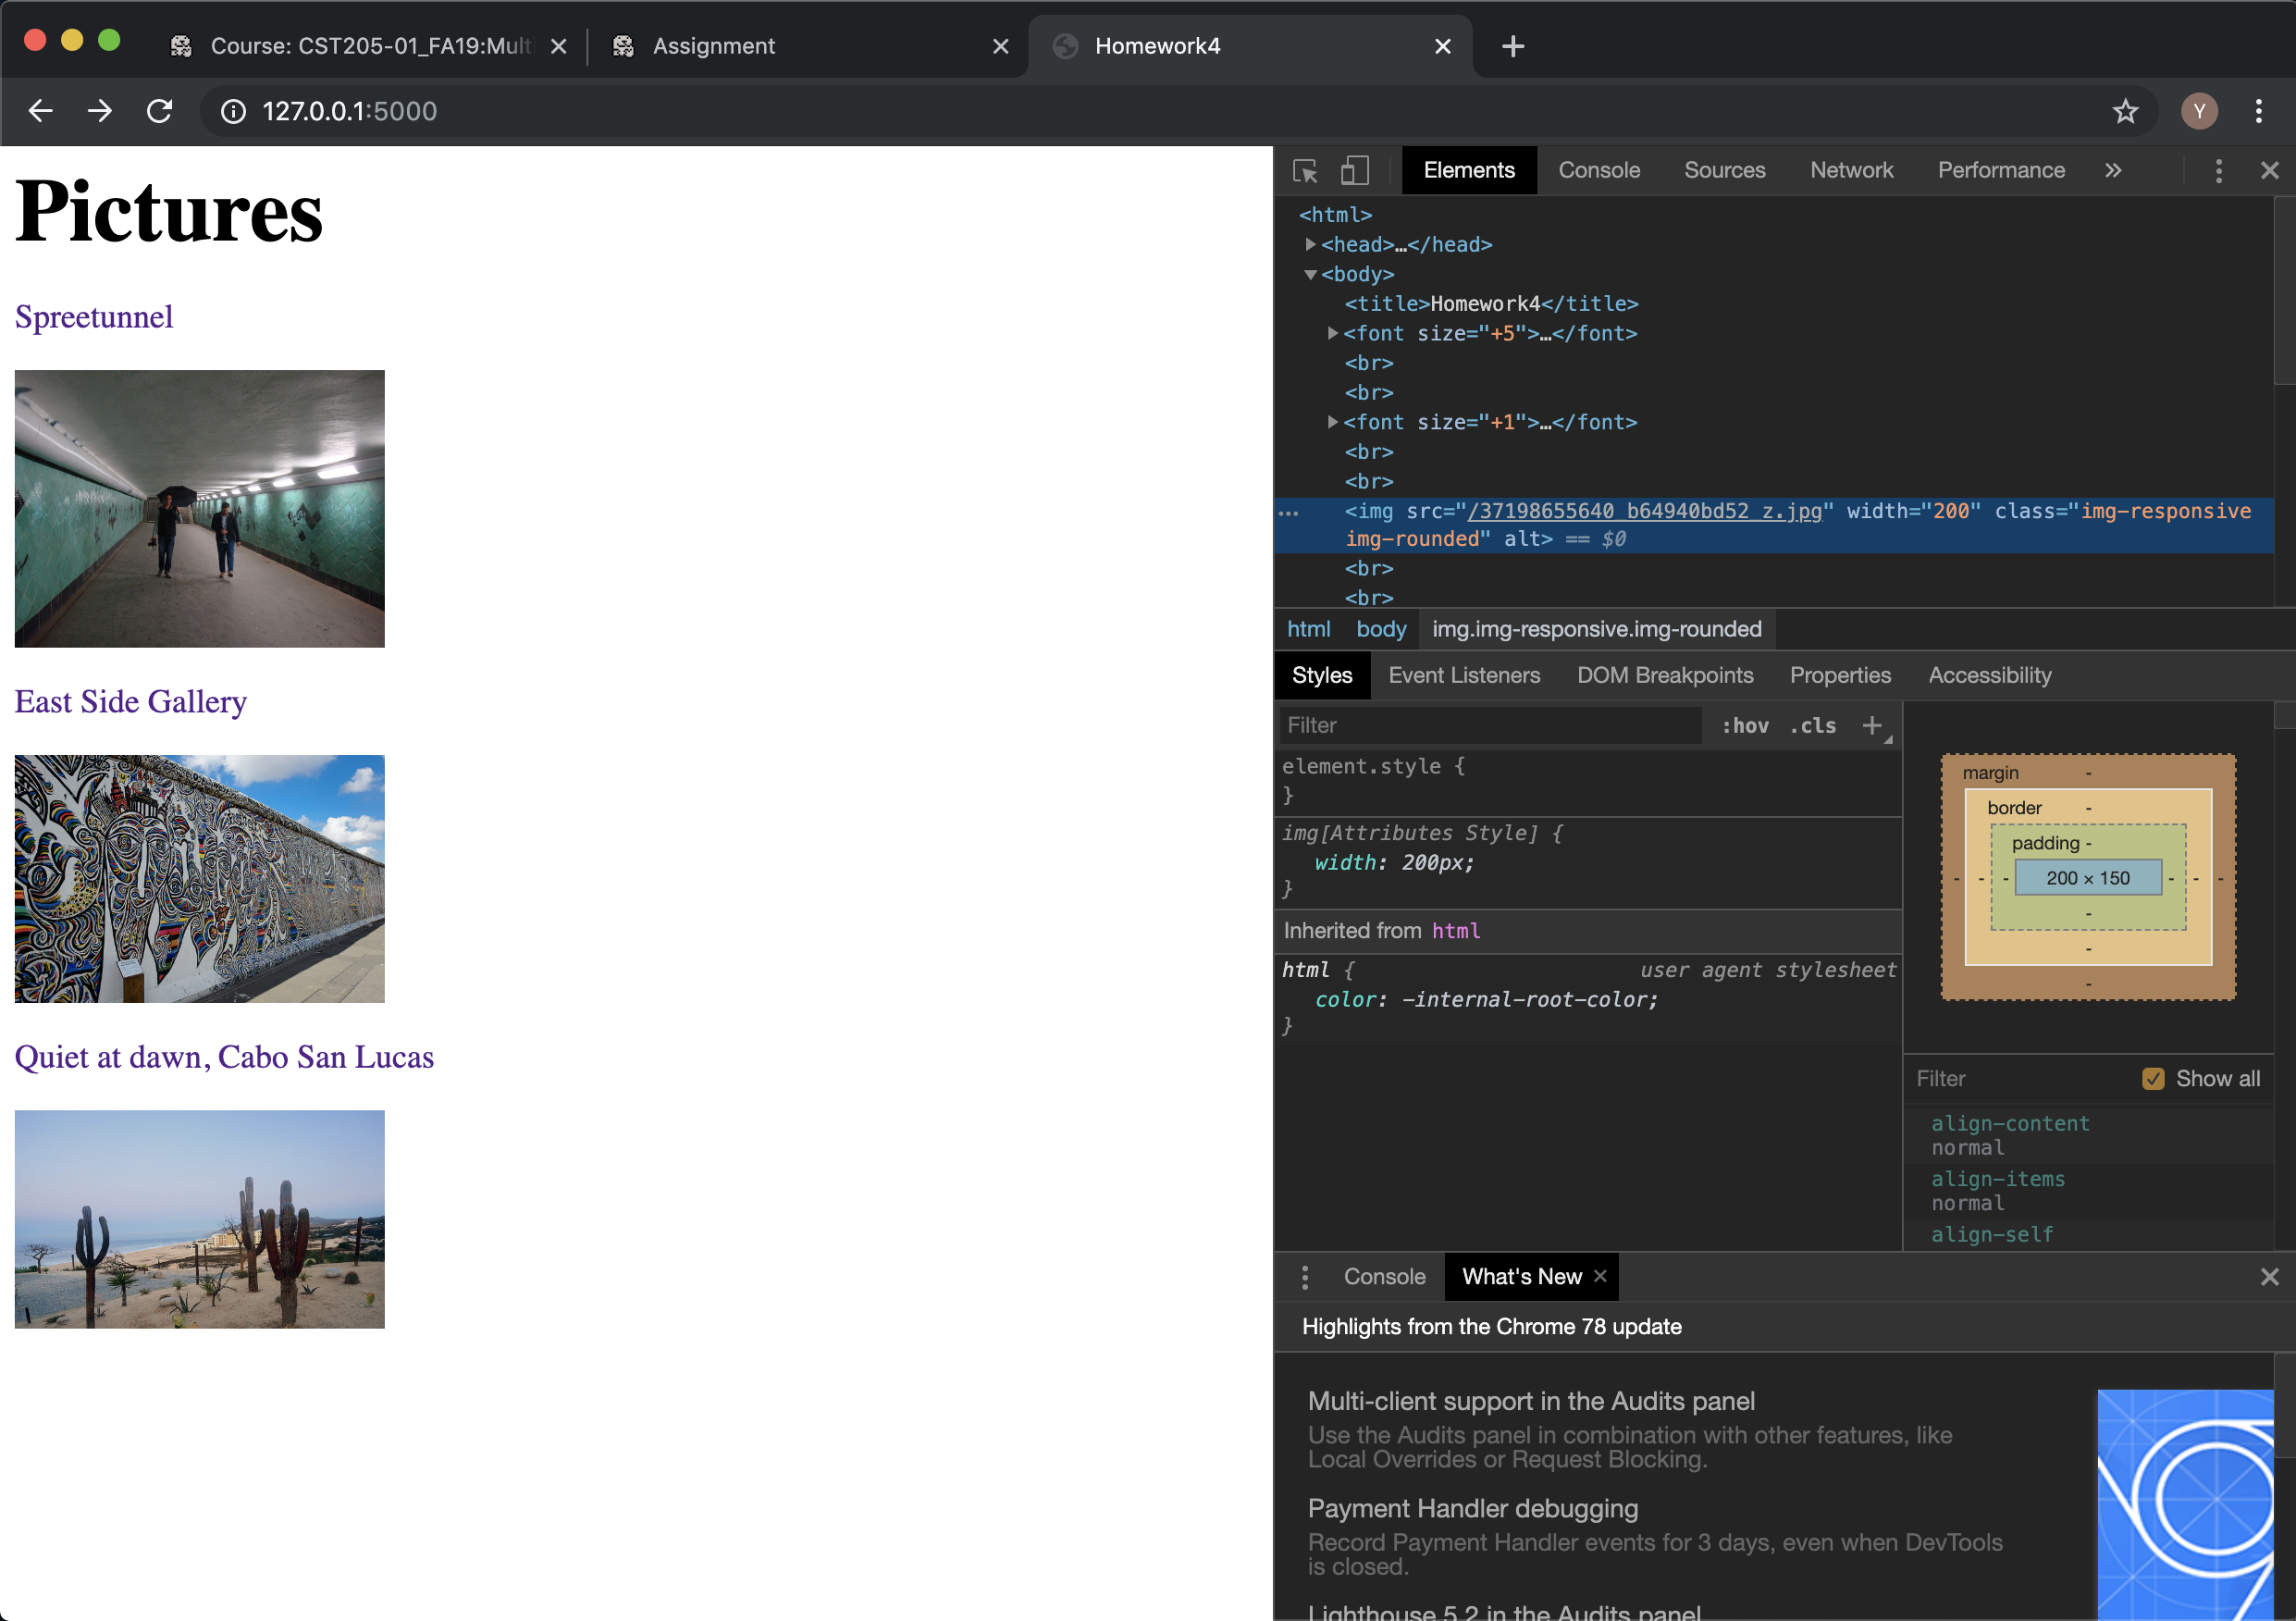 Course: CST205-01_FA19:Mult
Assignment
Homework4
127.0.0.1:5000
Y
Pictures
Spreetunnel
East Side Gallery
Quiet at dawn, Cabo San Lucas
Elements Console Sources Network Performance »
<html>
<head>…</head>
<body>
<title>Homework4</title>
<font size="+5">…</font>
<br>
<br>
<font size="+1">…</font>
<br>
<br>
… <img src="/37198655640_b64940bd52_z.jpg" width="200" class="img-responsive
img-rounded" alt> == $0
<br>
<br>
html body img.img-responsive.img-rounded
Styles Event Listeners DOM Breakpoints Properties Accessibility
Filter :hov .cls +
element.style {
}
img[Attributes Style] {
width: 200px;
}
Inherited from html
html { user agent stylesheet
color: -internal-root-color;
}
margin -
border -
padding -
- - - 200 × 150 - - -
-
-
-
Filter Show all
align-content
normal
align-items
normal
align-self
Console What's New
Highlights from the Chrome 78 update
Multi-client support in the Audits panel
Use the Audits panel in combination with other features, like
Local Overrides or Request Blocking.
Payment Handler debugging
Record Payment Handler events for 3 days, even when DevTools
is closed.
Lighthouse 5.2 in the Audits panel